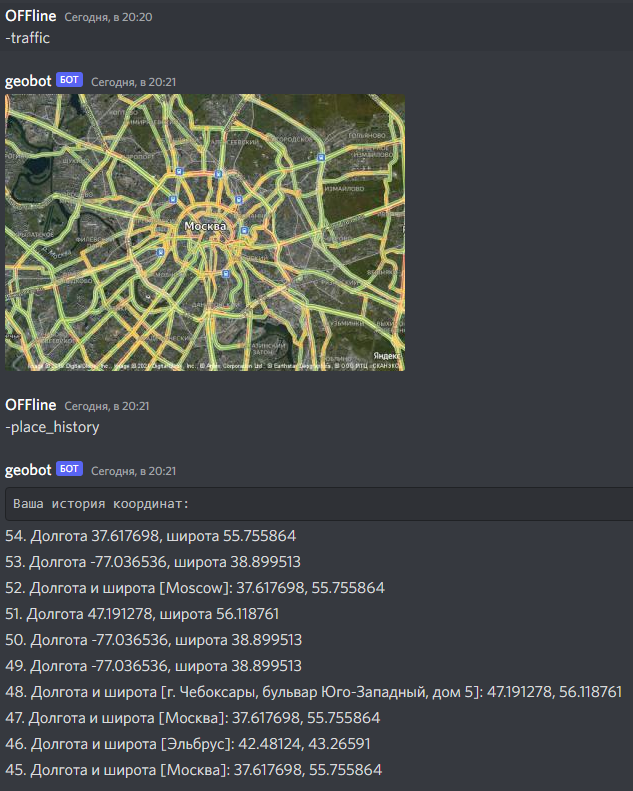 OFFline Сегодня, в 20:20
-traffic
geobot БОТ Сегодня, в 20:21
ГОЛЬЯНОВО
ИЗМАЙЛОВО
ИЗМАЙЛОВО
Москва
Яндекс
OFFline Сегодня, в 20:21
-place_history
geobot БОТ Сегодня, в 20:21
Ваша история координат:
54. Долгота 37.617698, широта 55.755864
53. Долгота -77.036536, широта 38.899513
52. Долгота и широта [Moscow]: 37.617698, 55.755864
51. Долгота 47.191278, широта 56.118761
50. Долгота -77.036536, широта 38.899513
49. Долгота -77.036536, широта 38.899513
48. Долгота и широта [г. Чебоксары, бульвар Юго-Западный, дом 5]: 47.191278, 56.118761
47. Долгота и широта [Москва]: 37.617698, 55.755864
46. Долгота и широта [Эльбрус]: 42.48124, 43.26591
45. Долгота и широта [Москва]: 37.617698, 55.755864